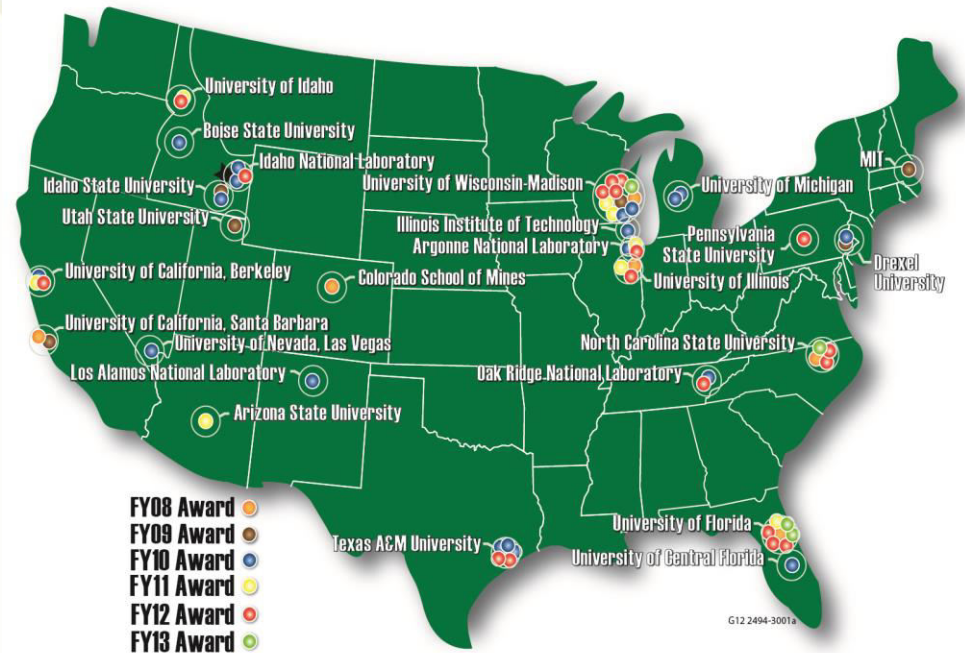 University of Idaho
Boise State University
Idaho National Laboratory
Idaho State University
Utah State University
University of Wisconsin-Madison
University of Michigan
MIT
Illinois Institute of Technology
Argonne National Laboratory
Pennsylvania
State University
Drexel
University
University of Illinois
University of California, Berkeley
Colorado School of Mines
University of California, Santa Barbara
University of Nevada, Las Vegas
Los Alamos National Laboratory
North Carolina State University
Oak Ridge National Laboratory
Arizona State University
Texas A&M University
University of Florida
University of Central Florida
FY08 Award
FY09 Award
FY10 Award
FY11 Award
FY12 Award
FY13 Award
G12 2494-3001a